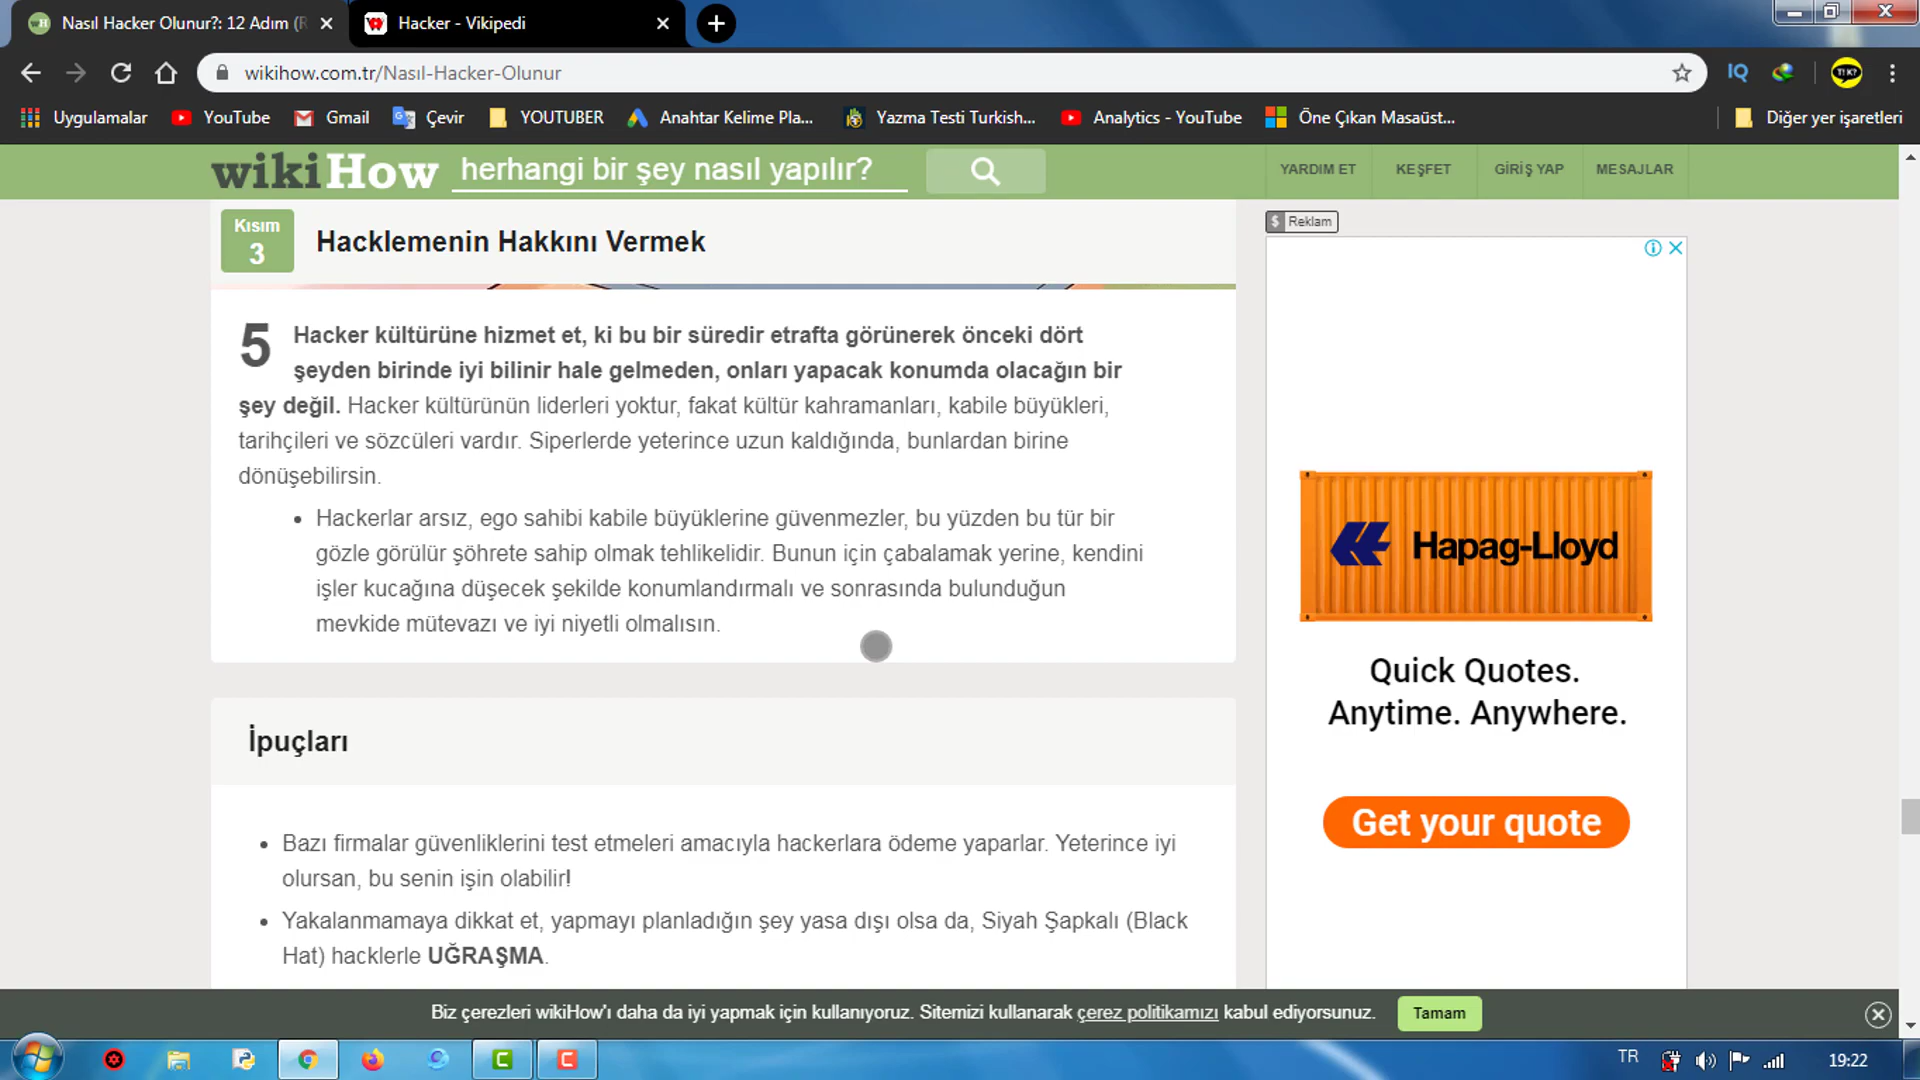 Nasıl Hacker Olunur?: 12 Adım (R
Hacker - Vikipedi
wikihow.com.tr/Nasıl-Hacker-Olunur
IQ
T! K?
Uygulamalar
YouTube
Gmail
Çevir
YOUTUBER
Anahtar Kelime Pla...
Yazma Testi Turkish...
Analytics - YouTube
Öne Çıkan Masaüst...
Diğer yer işaretleri
wikiHow
herhangi bir şey nasıl yapılır?
YARDIM ET
KEŞFET
GİRİŞ YAP
MESAJLAR
Kısım
3
Hacklemenin Hakkını Vermek
$ Reklam
5
Hacker kültürüne hizmet et, ki bu bir süredir etrafta görünerek önceki dört
şeyden birinde iyi bilinir hale gelmeden, onları yapacak konumda olacağın bir
şey değil. Hacker kültürünün liderleri yoktur, fakat kültür kahramanları, kabile büyükleri,
tarihçileri ve sözcüleri vardır. Siperlerde yeterince uzun kaldığında, bunlardan birine
dönüşebilirsin.
• Hackerlar arsız, ego sahibi kabile büyüklerine güvenmezler, bu yüzden bu tür bir
gözle görülür şöhrete sahip olmak tehlikelidir. Bunun için çabalamak yerine, kendini
işler kucağına düşecek şekilde konumlandırmalı ve sonrasında bulunduğun
mevkide mütevazı ve iyi niyetli olmalısın.
Hapag-Lloyd
Quick Quotes.
Anytime. Anywhere.
Get your quote
İpuçları
• Bazı firmalar güvenliklerini test etmeleri amacıyla hackerlara ödeme yaparlar. Yeterince iyi
olursan, bu senin işin olabilir!
• Yakalanmamaya dikkat et, yapmayı planladığın şey yasa dışı olsa da, Siyah Şapkalı (Black
Hat) hacklerle UĞRAŞMA.
Biz çerezleri wikiHow'ı daha da iyi yapmak için kullanıyoruz. Sitemizi kullanarak çerez politikamızı kabul ediyorsunuz.
Tamam
TR
19:22